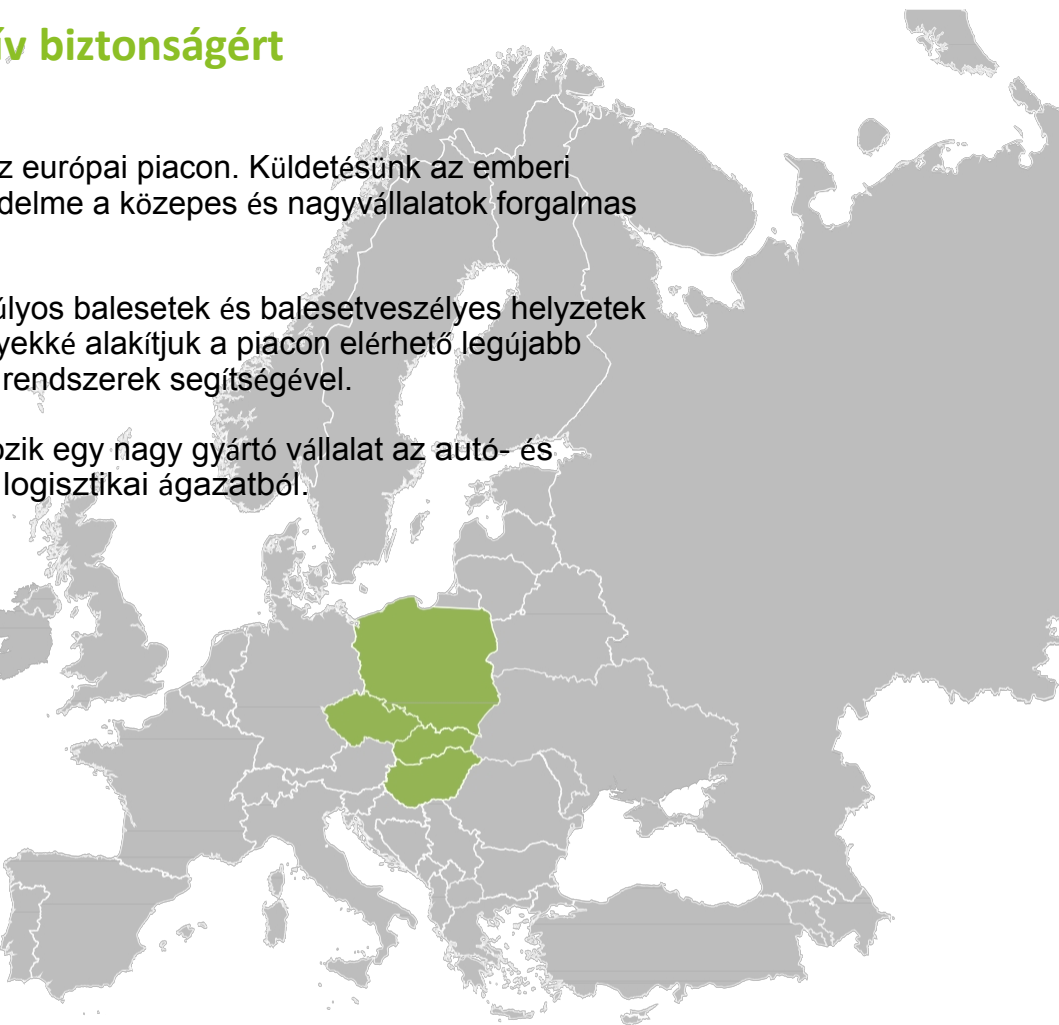 ív biztonságért
z európai piacon. Küldetésünk az emberi
delme a közepes és nagyvállalatok forgalmas
úlyos balesetek és balesetveszélyes helyzetek
yekké alakítjuk a piacon elérhető legújabb
rendszerek segítségével.
ozik egy nagy gyártó vállalat az autó- és
logisztikai ágazatból.